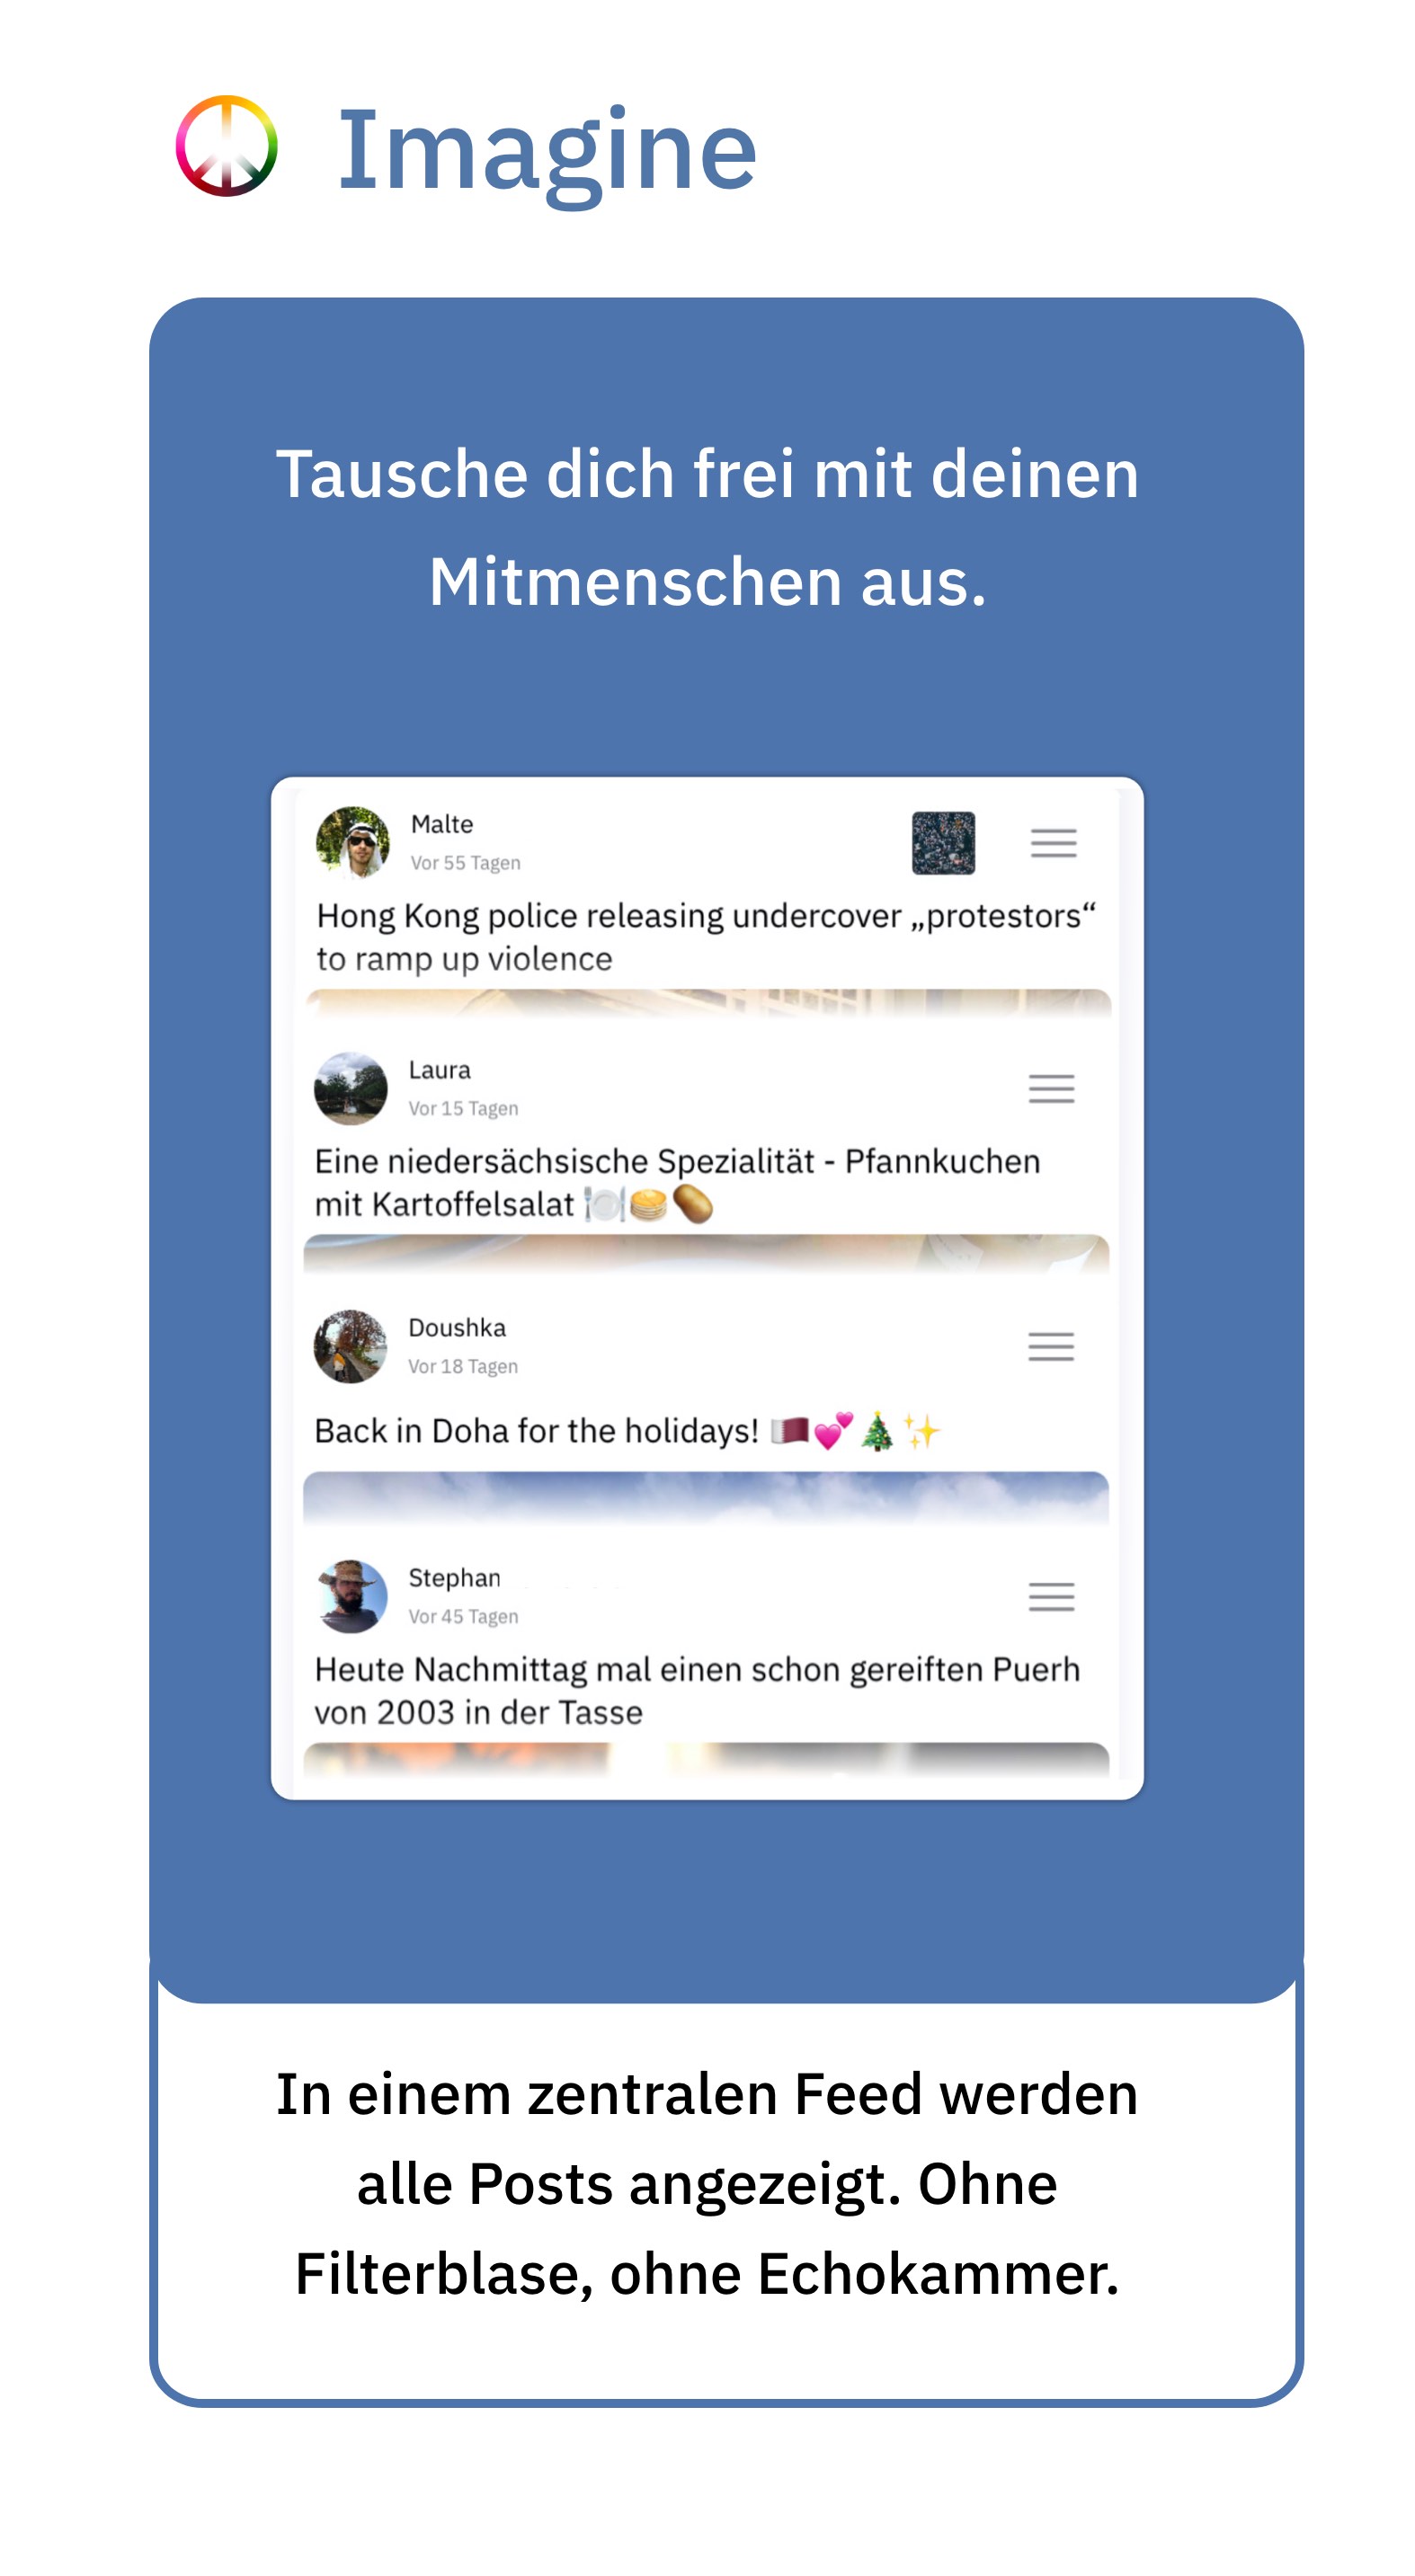 Imagine
Tausche dich frei mit deinen
Mitmenschen aus.
Malte
Vor 55 Tagen
Hong Kong police releasing undercover „protestors“
to ramp up violence
Laura
Vor 15 Tagen
Eine niedersächsische Spezialität - Pfannkuchen
mit Kartoffelsalat 🍽️🥞🥔
Doushka
Vor 18 Tagen
Back in Doha for the holidays! 🇶🇦💕🎄✨
Stephan
Vor 45 Tagen
Heute Nachmittag mal einen schon gereiften Puerh
von 2003 in der Tasse
In einem zentralen Feed werden
alle Posts angezeigt. Ohne
Filterblase, ohne Echokammer.